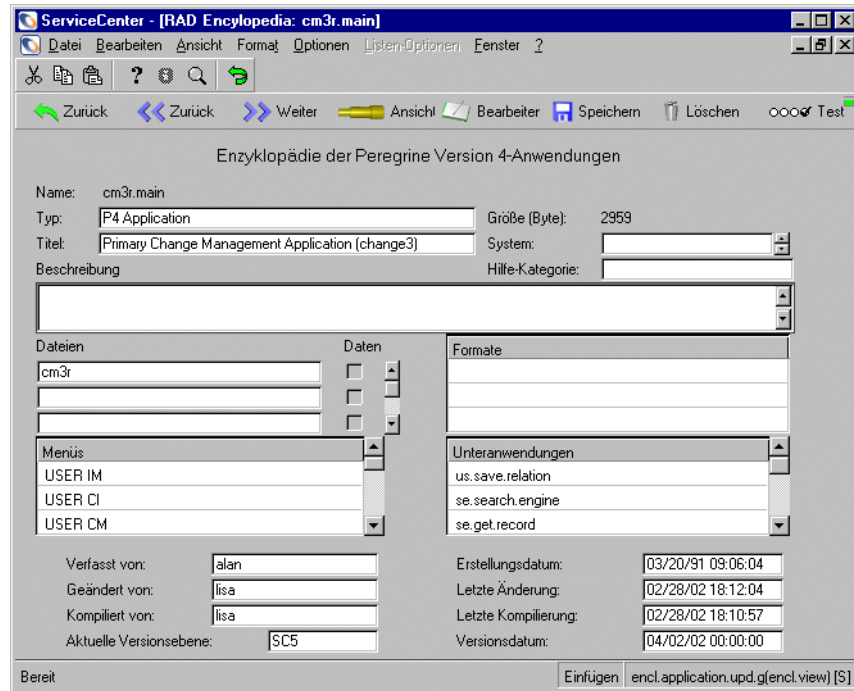 ServiceCenter - [RAD Encylopedia: cm3r.main]
Datei Bearbeiten Ansicht Format Optionen Listen-Optionen Fenster ?
Zurück Zurück Weiter Ansicht Bearbeiter Speichern Löschen Test
Enzyklopädie der Peregrine Version 4-Anwendungen
Name: cm3r.main
Typ: P4 Application Größe (Byte): 2959
Titel: Primary Change Management Application (change3) System:
Beschreibung Hilfe-Kategorie:
Dateien Daten Formate
cm3r
Menüs Unteranwendungen
USER IM us.save.relation
USER CI se.search.engine
USER CM se.get.record
Verfasst von: alan Erstellungsdatum: 03/20/91 09:06:04
Geändert von: lisa Letzte Änderung: 02/28/02 18:12:04
Kompiliert von: lisa Letzte Kompilierung: 02/28/02 18:10:57
Aktuelle Versionsebene: SC5 Versionsdatum: 04/02/02 00:00:00
Bereit Einfügen encl.application.upd.g(encl.view) [S]